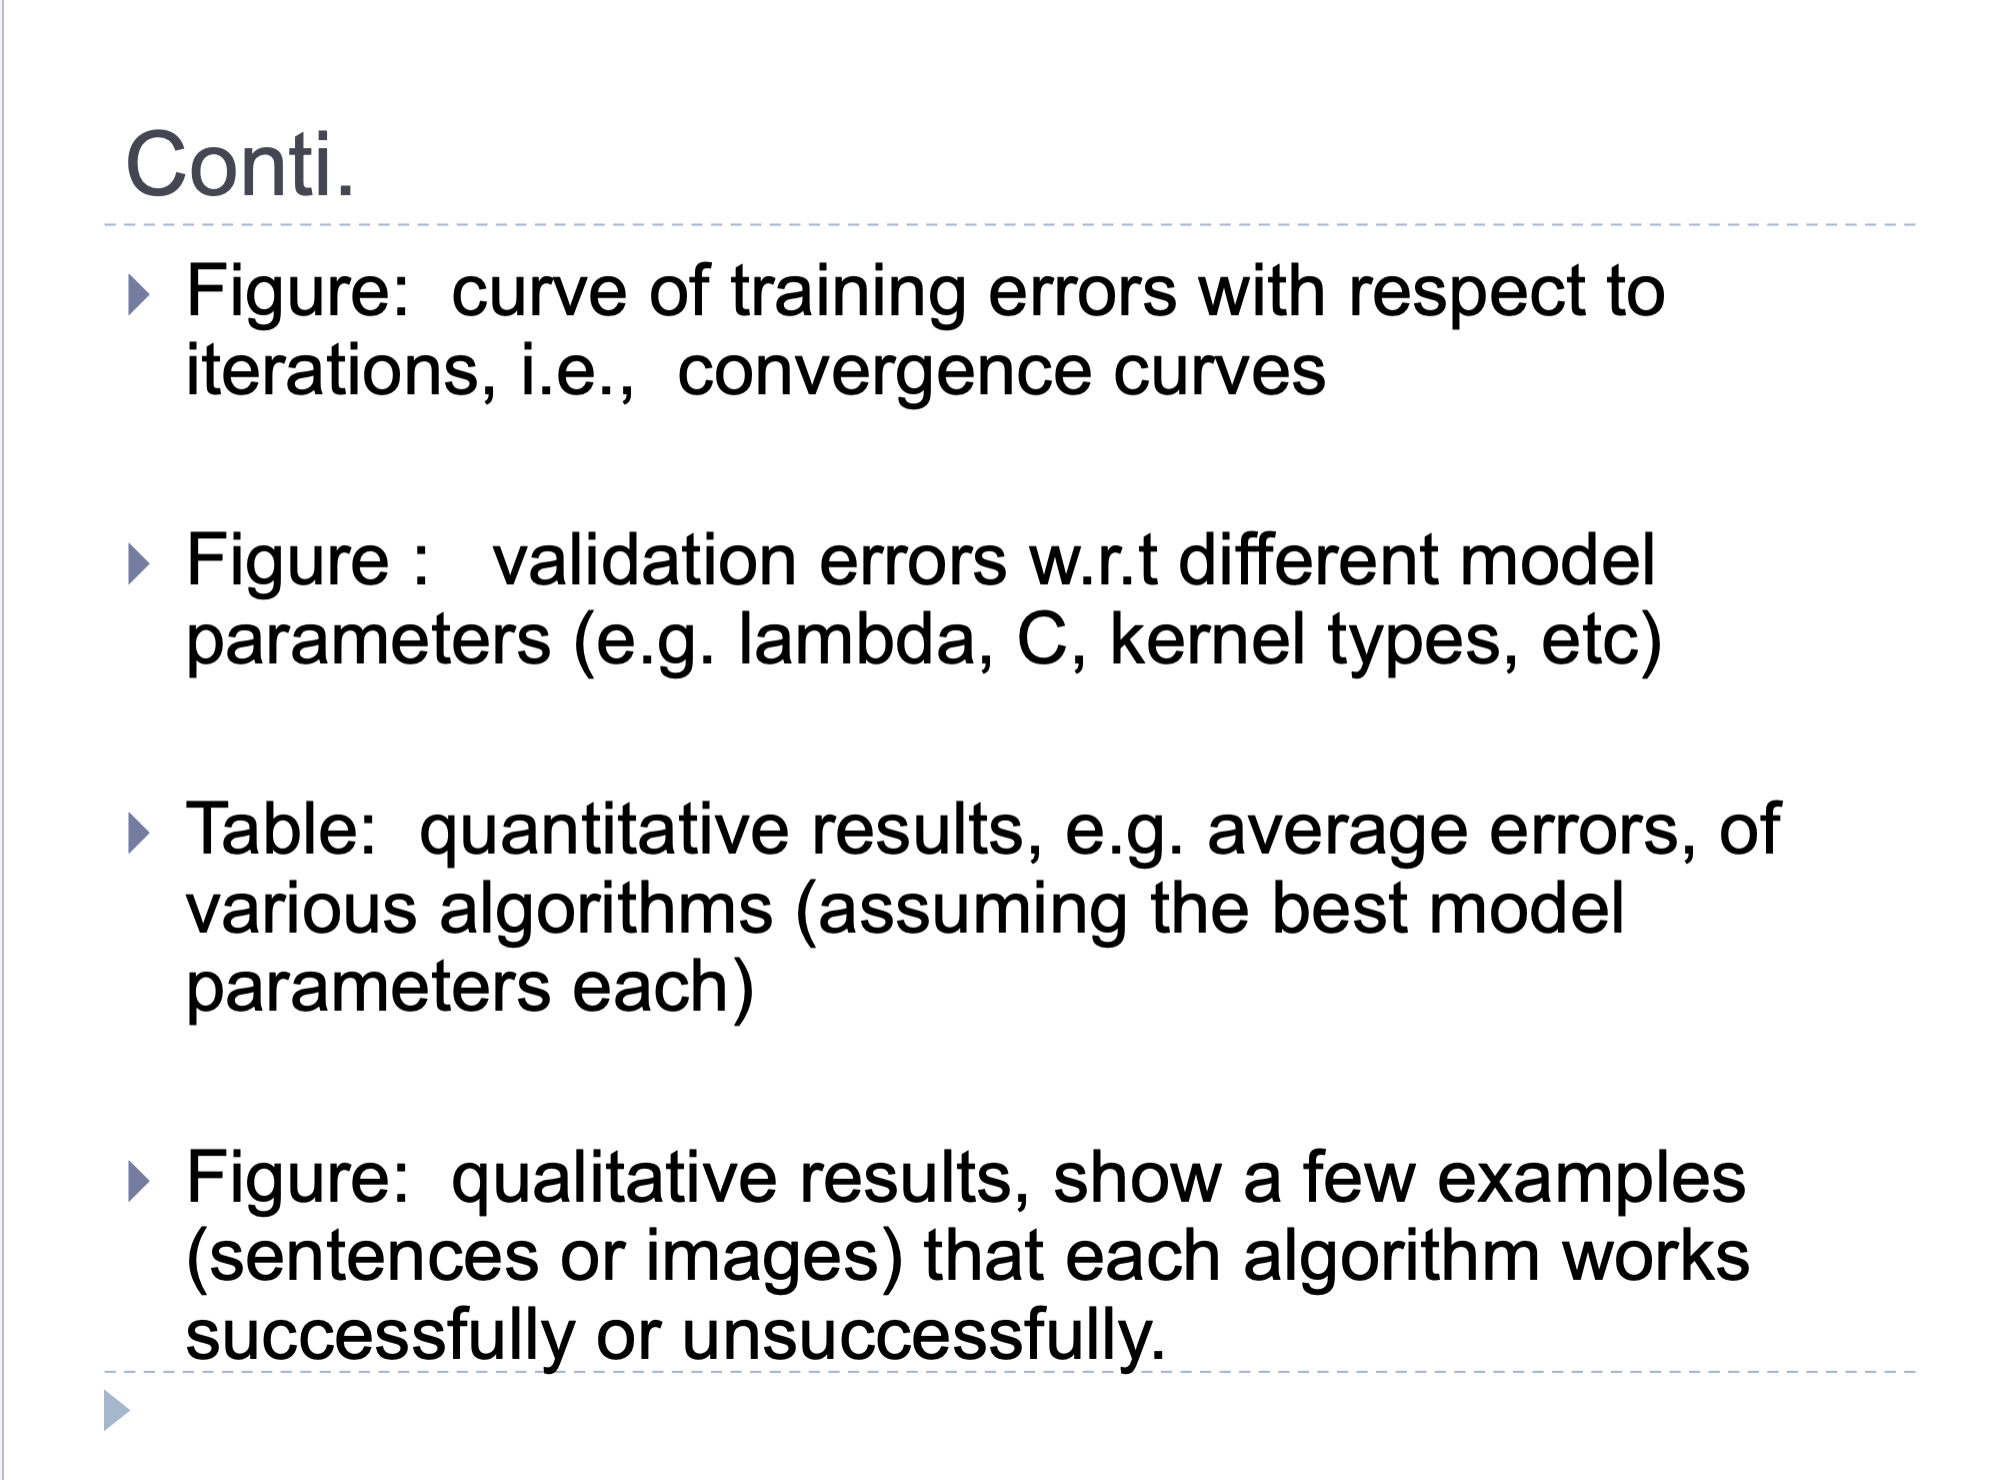 Conti.
Figure:  curve of training errors with respect to
iterations, i.e.,  convergence curves
Figure :   validation errors w.r.t different model
parameters (e.g. lambda, C, kernel types, etc)
Table:  quantitative results, e.g. average errors, of
various algorithms (assuming the best model
parameters each)
Figure:  qualitative results, show a few examples
(sentences or images) that each algorithm works
successfully or unsuccessfully.